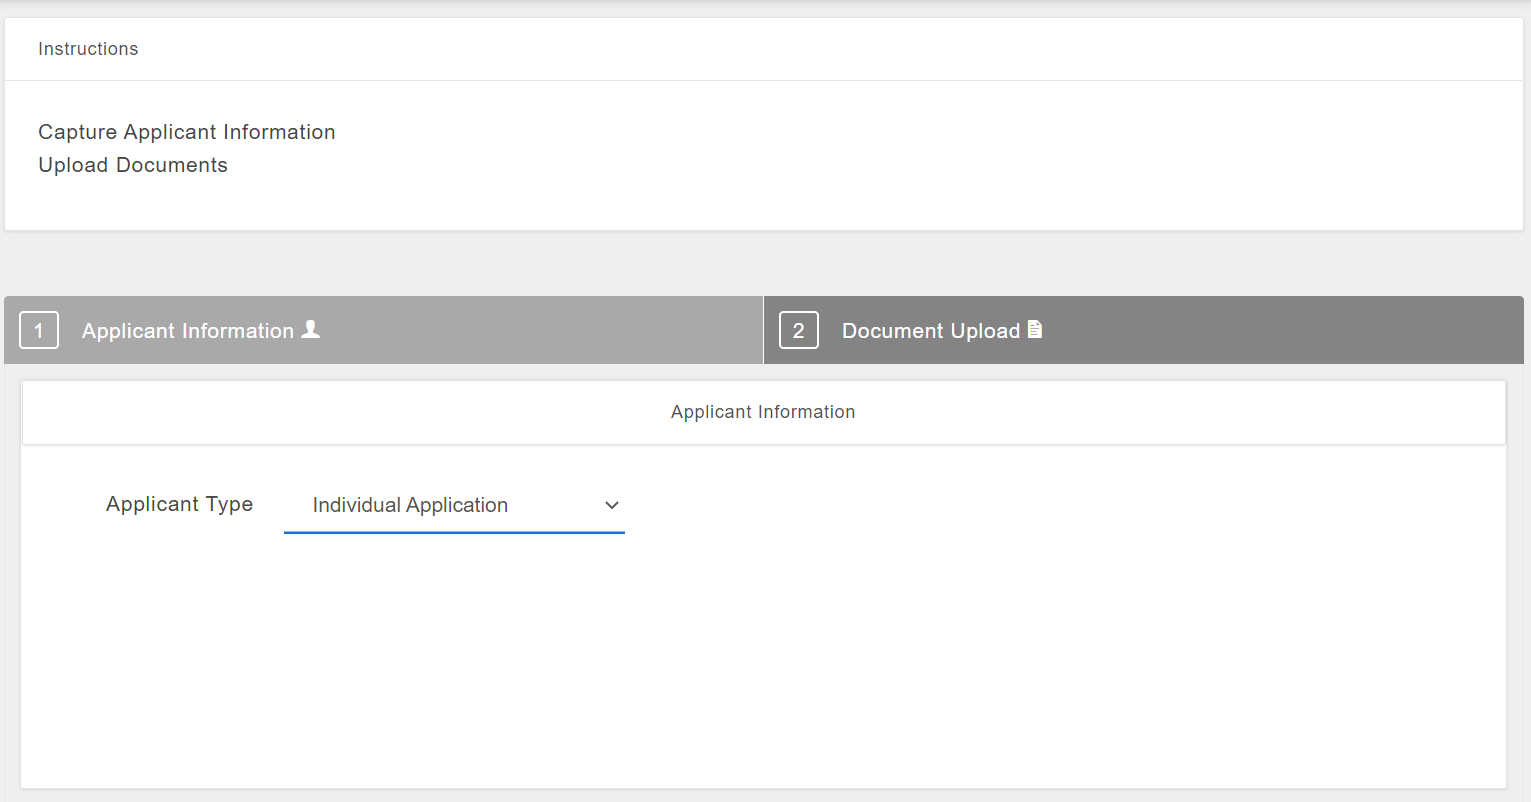 Instructions
Capture Applicant Information
Upload Documents
1 Applicant Information
2 Document Upload
Applicant Information
Applicant Type Individual Application